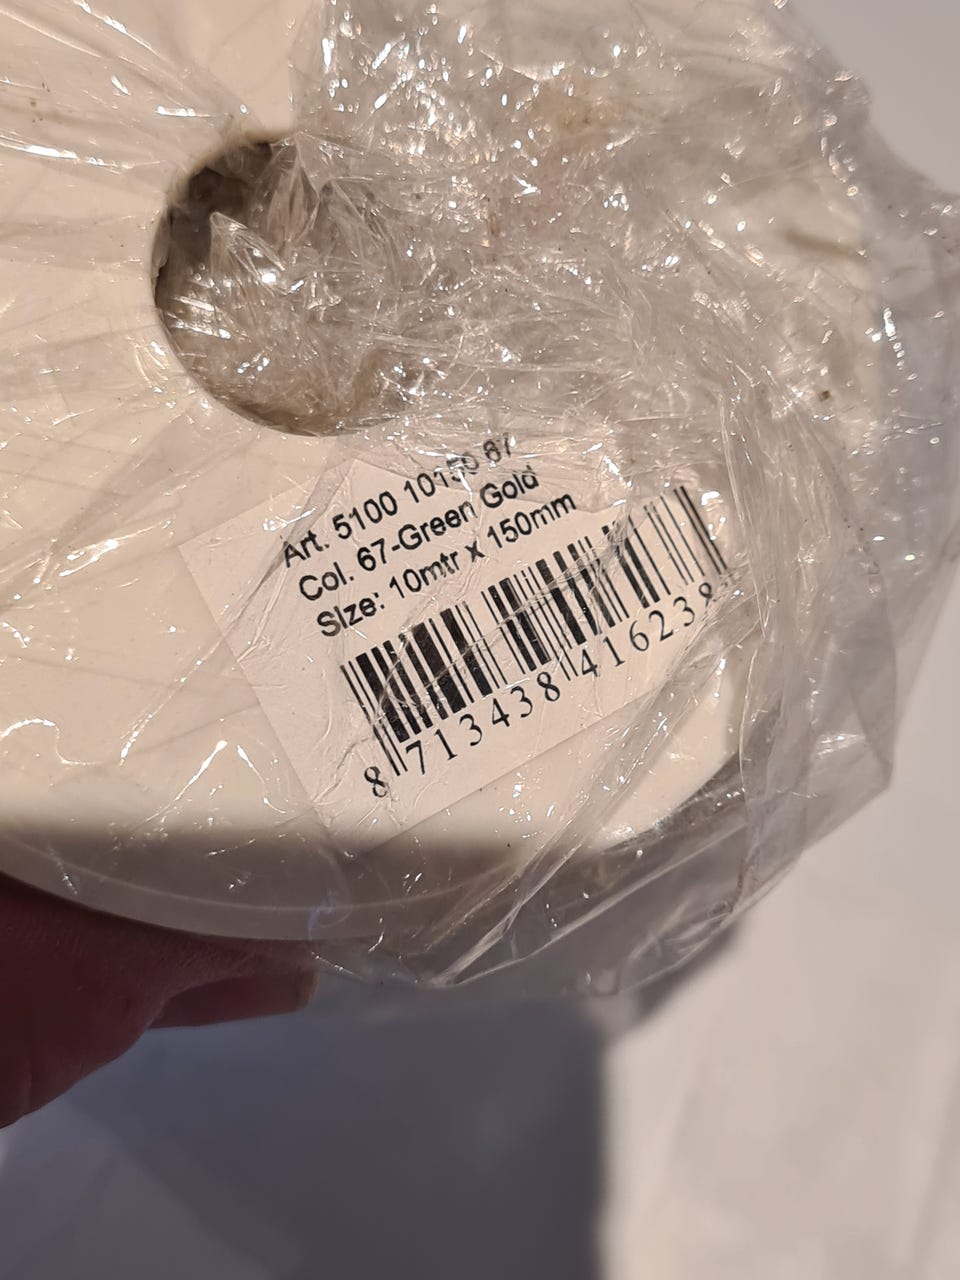 Art. 5100 10150 67
Col. 67-Green Gold
Size: 10mtr x 150mm
8 713438 416238